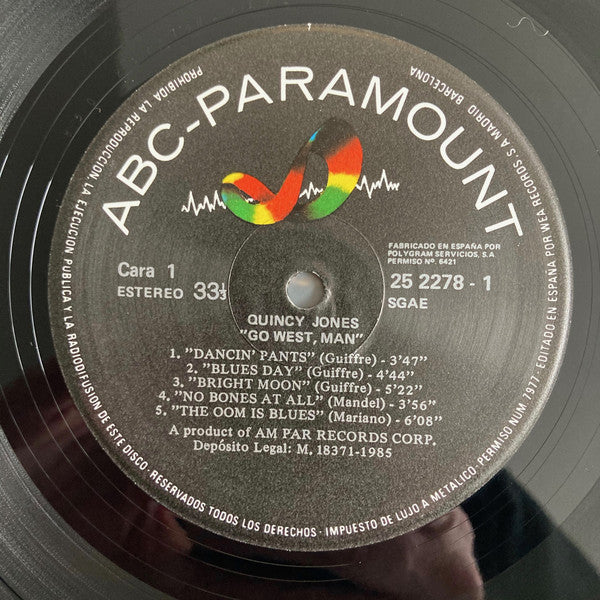 ABC-PARAMOUNT
PROHIBIDA LA REPRODUCCION, LA EJECUCION PUBLICA Y LA RADIODIFUSION DE ESTE DISCO. RESERVADOS TODOS LOS DERECHOS - IMPUESTO DE LUJO A METALICO. PERMISO NUM 7977 - EDITADO EN ESPAÑA POR WEA RECORDS, S.A MADRID BARCELONA
FABRICADO EN ESPAÑA POR
POLYGRAM SERVICIOS, S.A
PERMISO Nº. 6421
Cara 1
ESTEREO 33⅓
25 2278 - 1
SGAE
QUINCY JONES
"GO WEST, MAN"
1. "DANCIN' PANTS" (Guiffre) - 3'47"
2. "BLUES DAY" (Guiffre) - 4'44"
3. "BRIGHT MOON" (Guiffre) - 5'22"
4. "NO BONES AT ALL" (Mandel) - 3'56"
5. "THE OOM IS BLUES" (Mariano) - 6'08"
A product of AM PAR RECORDS CORP.
Depósito Legal: M. 18371-1985